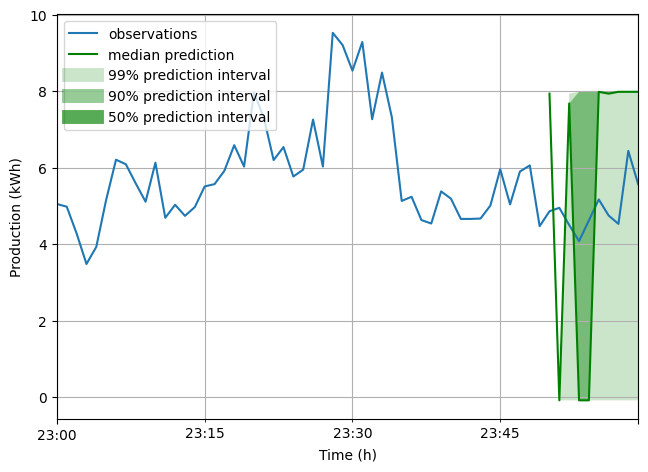 observations
median prediction
99% prediction interval
90% prediction interval
50% prediction interval
10
8
6
4
2
0
Production (kWh)
23:00
23:15
23:30
23:45
Time (h)